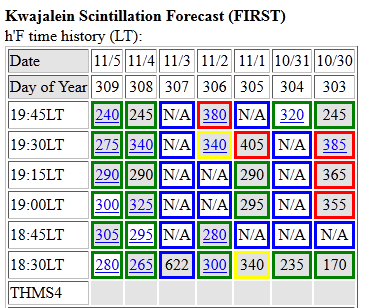 Kwajalein Scintillation Forecast (FIRST)
h'F time history (LT):
Date 11/5 11/4 11/3 11/2 11/1 10/31 10/30
Day of Year 309 308 307 306 305 304 303
19:45LT 240 245 N/A 380 N/A 320 245
19:30LT 275 340 N/A 340 405 N/A 385
19:15LT 290 290 N/A N/A 290 N/A 365
19:00LT 300 325 N/A N/A 295 N/A 355
18:45LT 305 295 N/A 280 N/A N/A N/A
18:30LT 280 265 622 300 340 235 170
THMS4